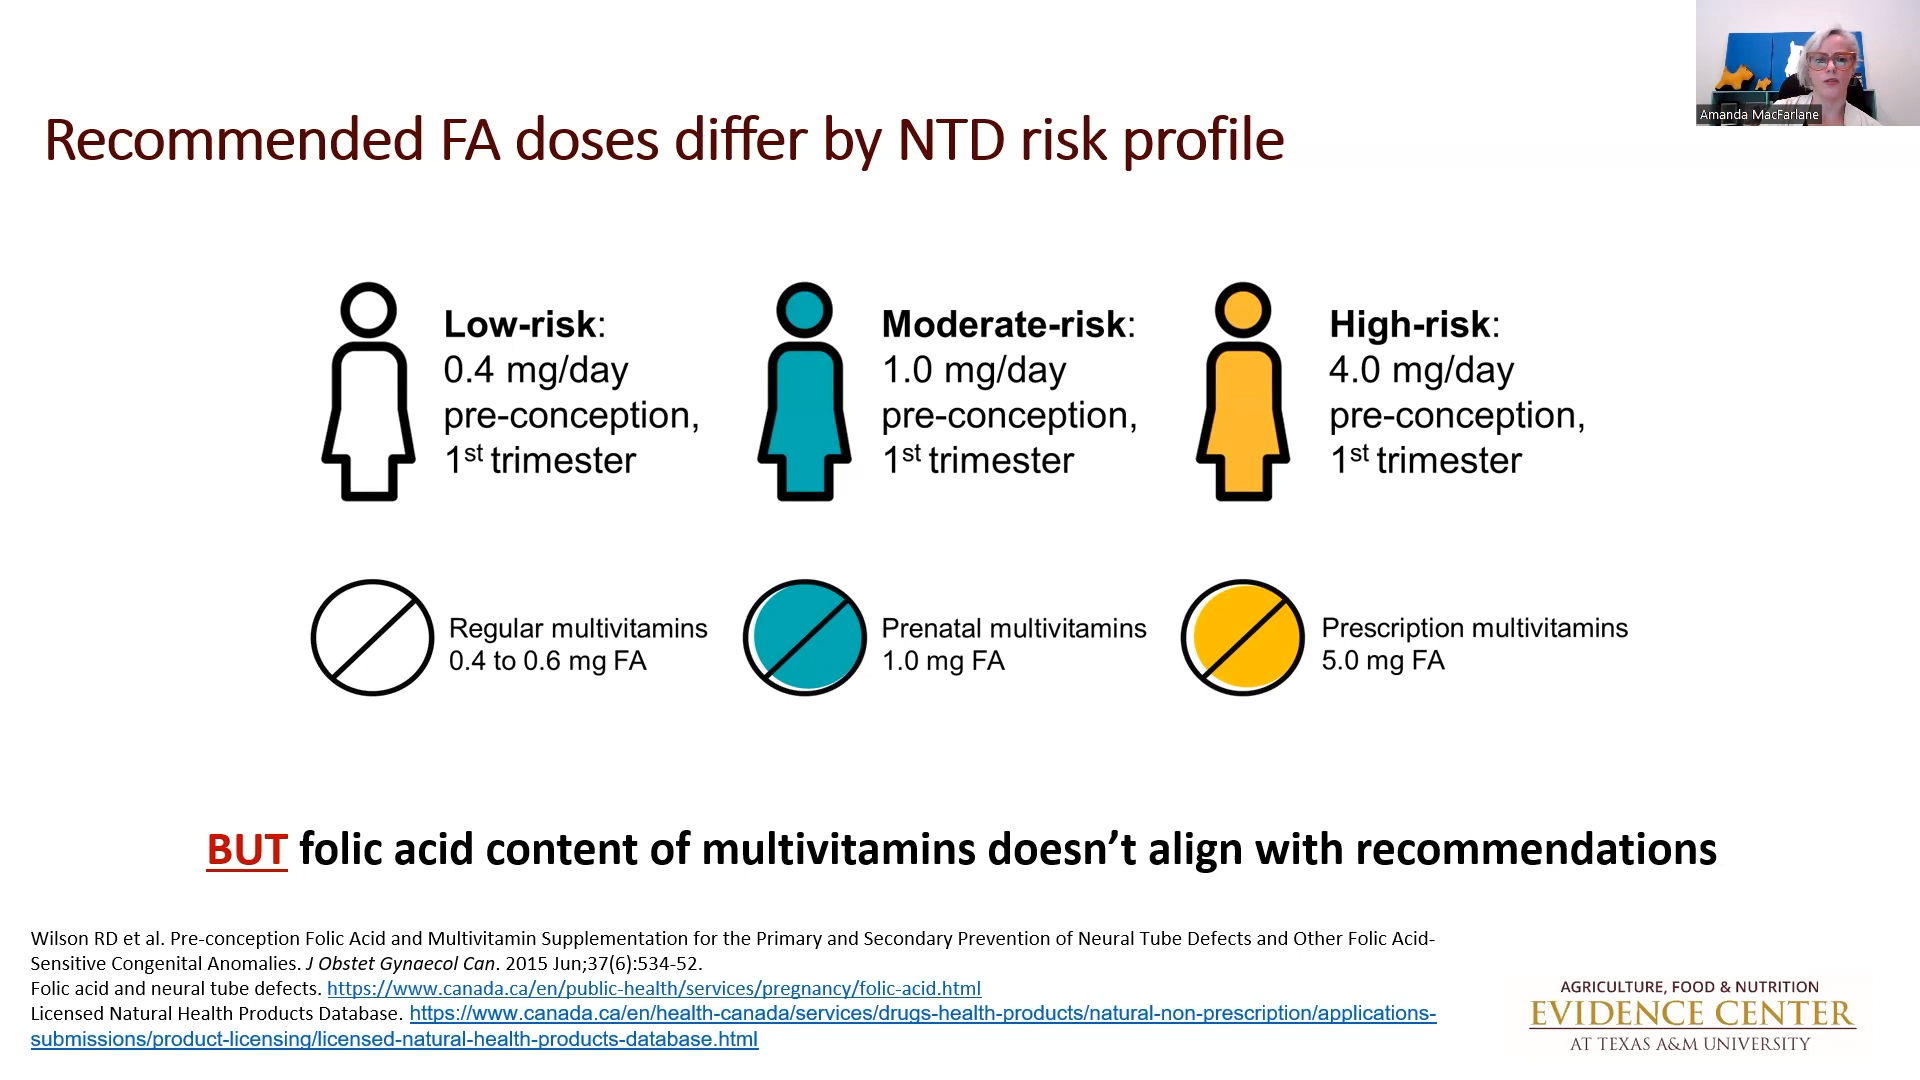 Amanda MacFarlane
Recommended FA doses differ by NTD risk profile
Low-risk:
0.4 mg/day
pre-conception,
1st trimester
Moderate-risk:
1.0 mg/day
pre-conception,
1st trimester
High-risk:
4.0 mg/day
pre-conception,
1st trimester
Regular multivitamins
0.4 to 0.6 mg FA
Prenatal multivitamins
1.0 mg FA
Prescription multivitamins
5.0 mg FA
BUT folic acid content of multivitamins doesn’t align with recommendations
Wilson RD et al. Pre-conception Folic Acid and Multivitamin Supplementation for the Primary and Secondary Prevention of Neural Tube Defects and Other Folic Acid-
Sensitive Congenital Anomalies. J Obstet Gynaecol Can. 2015 Jun;37(6):534-52.
Folic acid and neural tube defects. https://www.canada.ca/en/public-health/services/pregnancy/folic-acid.html
Licensed Natural Health Products Database. https://www.canada.ca/en/health-canada/services/drugs-health-products/natural-non-prescription/applications-
submissions/product-licensing/licensed-natural-health-products-database.html
AGRICULTURE, FOOD & NUTRITION
EVIDENCE CENTER
AT TEXAS A&M UNIVERSITY